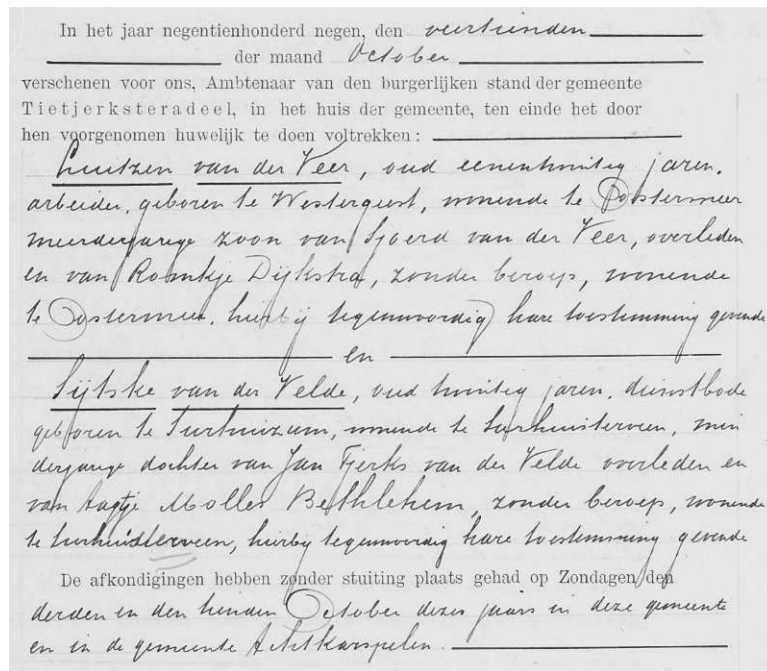 In het jaar negentienhonderd negen, den veertienden
der maand October
verschenen voor ons, Ambtenaar van den burgerlijken stand der gemeente
Tietjerksteradeel, in het huis der gemeente, ten einde het door
hen voorgenomen huwelijk te doen voltrekken:
Luitzen van der Veer, oud eenentwintig jaren,
arbeider, geboren te Westergeest, wonende te Oostermeer
meerderjarige zoon van Sjoerd van der Veer, overleden
en van Romkje Dijkstra, zonder beroep, wonende
te Oostermeer, hierbij tegenwoordig hare toestemming gevende
en
Sijtske van der Velde, oud twintig jaren, dienstbode
geboren te Surhuizum, wonende te Surhuisterveen, min
derjarige dochter van Jan Tjerks van der Velde overleden en
van Aagtje Molles Bethlehem, zonder beroep, wonende
te Surhuisterveen, hierbij tegenwoordig hare toestemming gevende
De afkondigingen hebben zonder stuiting plaats gehad op Zondagen den
derden en den tienden October dezes jaars in deze gemeente
en in de gemeente Achtkarspelen.